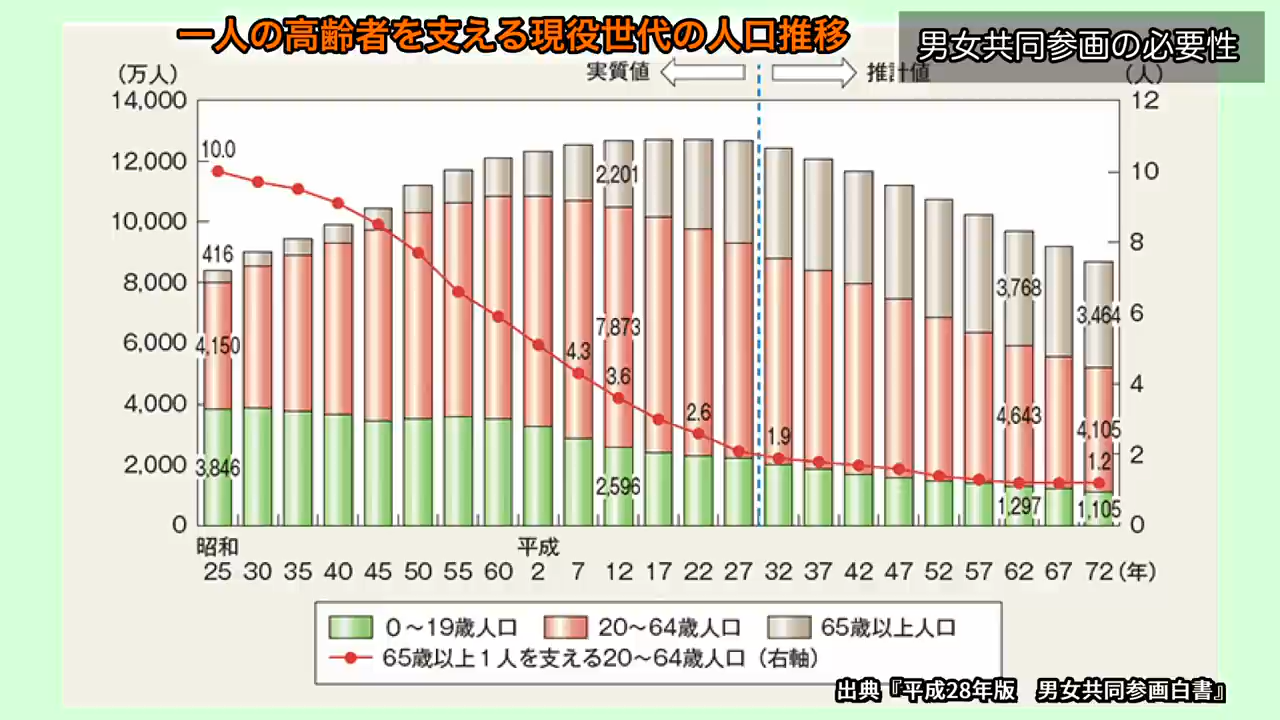 一人の高齢者を支える現役世代の人口推移
男女共同参画の必要性
(万人)
実質値
推計値
(人)
14,000
12,000
10,000
8,000
6,000
4,000
2,000
0
12
10
8
6
4
2
0
10.0
416
4,150
3,846
4.3
2,201
7,873
3.6
2,596
2.6
1.9
3,768
4,643
1,297
3,464
4,105
1.2
1,105
昭和
平成
25 30 35 40 45 50 55 60 2 7 12 17 22 27 32 37 42 47 52 57 62 67 72 (年)
0～19歳人口 20～64歳人口 65歳以上人口
65歳以上1人を支える20～64歳人口（右軸）
出典『平成28年版 男女共同参画白書』